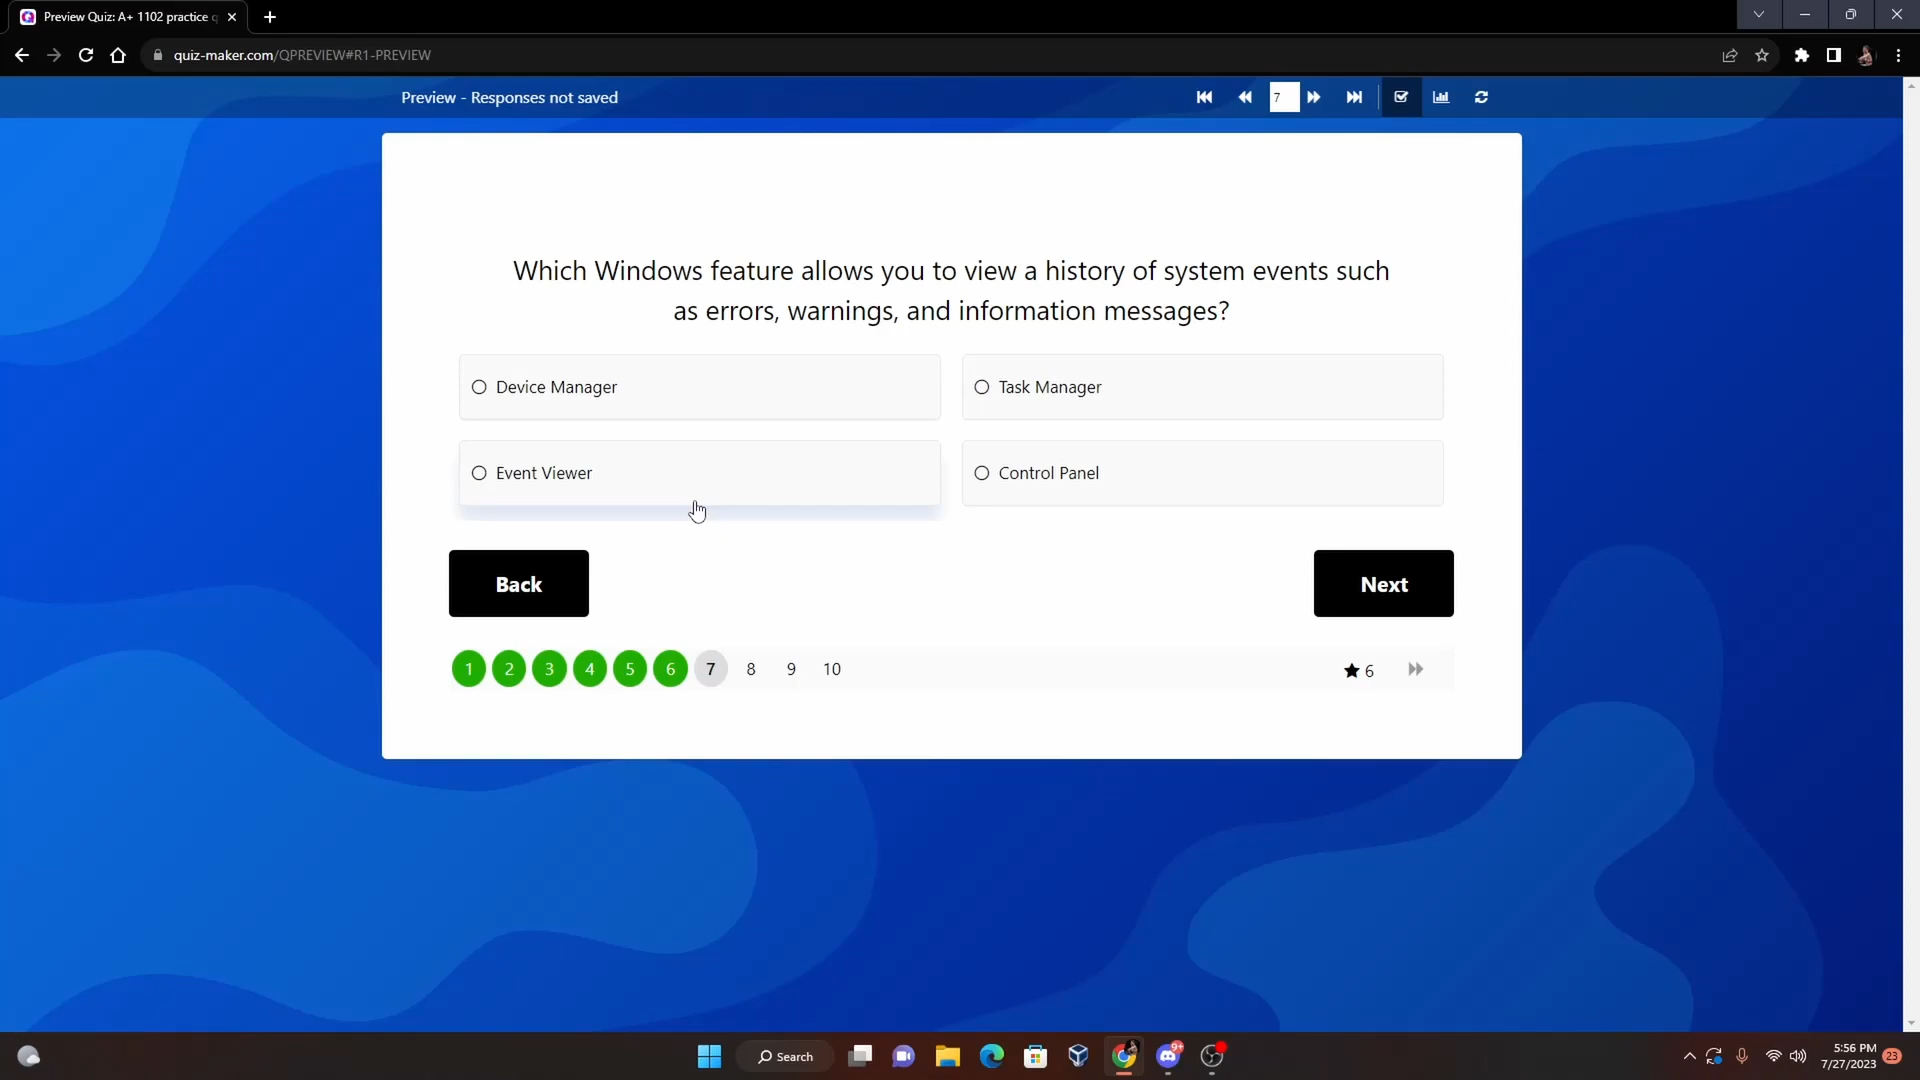 Preview Quiz: A+ 1102 practice q
quiz-maker.com/QPREVIEW#R1-PREVIEW
Preview - Responses not saved
7
Which Windows feature allows you to view a history of system events such
as errors, warnings, and information messages?
Device Manager
Task Manager
Event Viewer
Control Panel
Back
Next
1 2 3 4 5 6 7 8 9 10
6
Search
9+
5:56 PM
7/27/2023
23